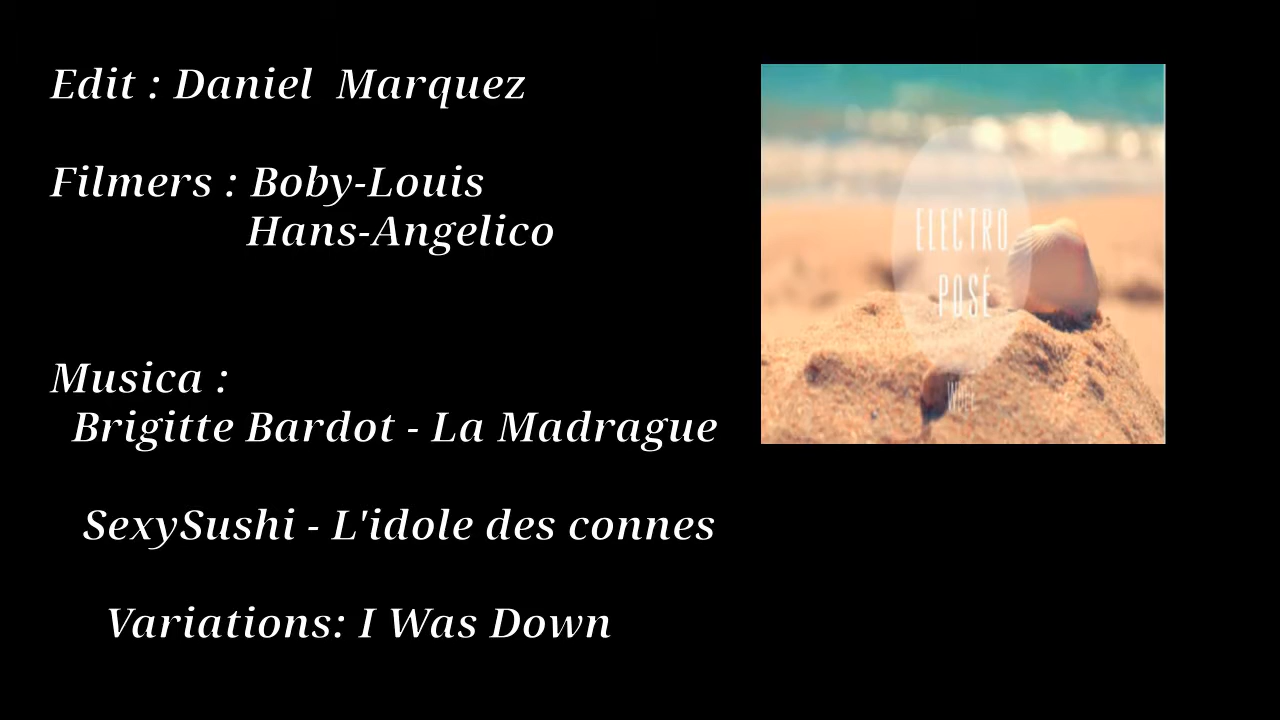 Edit : Daniel  Marquez
Filmers : Boby-Louis
Hans-Angelico
Musica :
Brigitte Bardot - La Madrague
SexySushi - L'idole des connes
Variations: I Was Down
ELECTRO
POSÉ